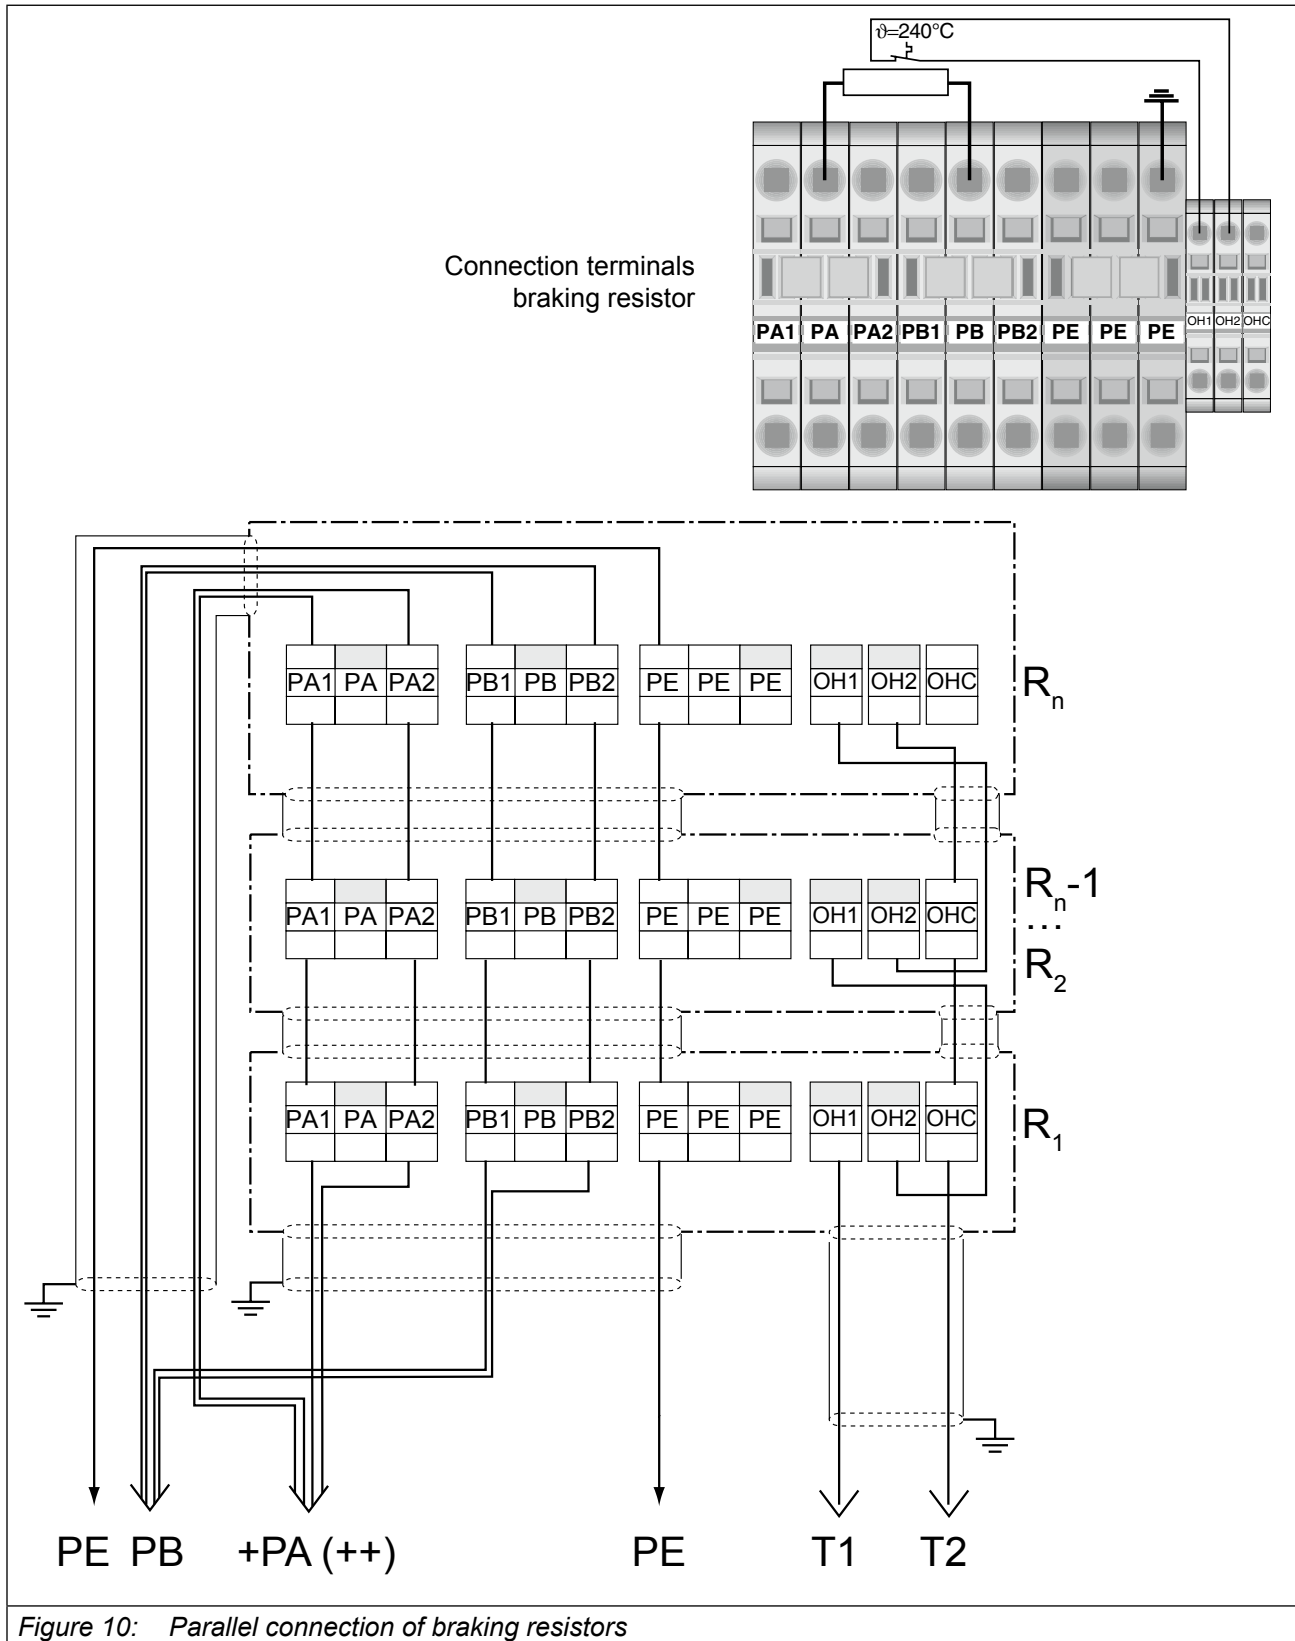 ϑ=240°C
Connection terminals
braking resistor
PA1 PA PA2 PB1 PB PB2 PE PE PE OH1 OH2 OHC
PA1 PA PA2 PB1 PB PB2 PE PE PE OH1 OH2 OHC Rn
PA1 PA PA2 PB1 PB PB2 PE PE PE OH1 OH2 OHC Rn-1
...
R2
PA1 PA PA2 PB1 PB PB2 PE PE PE OH1 OH2 OHC R1
PE PB +PA (++) PE T1 T2
Figure 10: Parallel connection of braking resistors